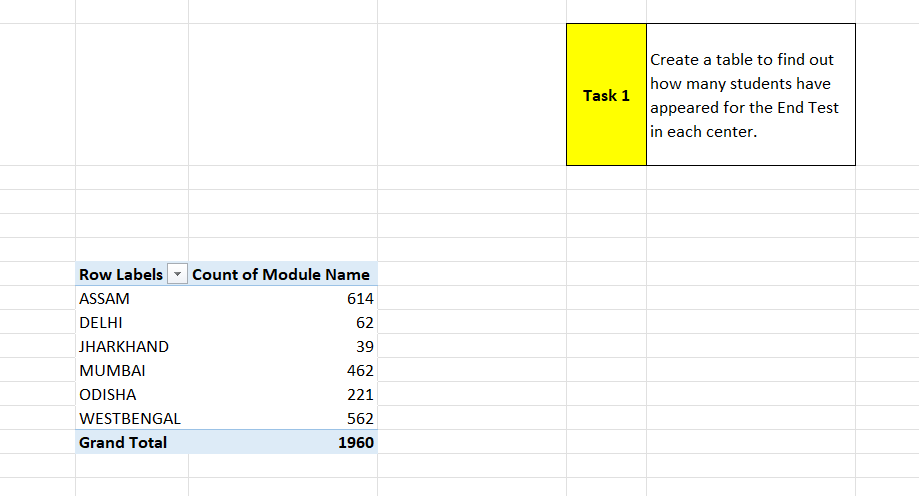 Task 1
Create a table to find out
how many students have
appeared for the End Test
in each center.
Row Labels Count of Module Name
ASSAM 614
DELHI 62
JHARKHAND 39
MUMBAI 462
ODISHA 221
WESTBENGAL 562
Grand Total 1960